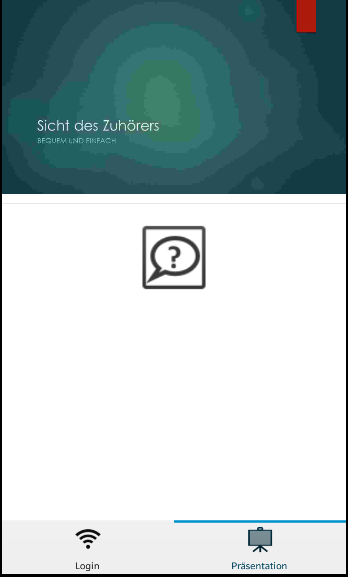 Sicht des Zuhörers
BEQUEM UND EINFACH
?
Login
Präsentation